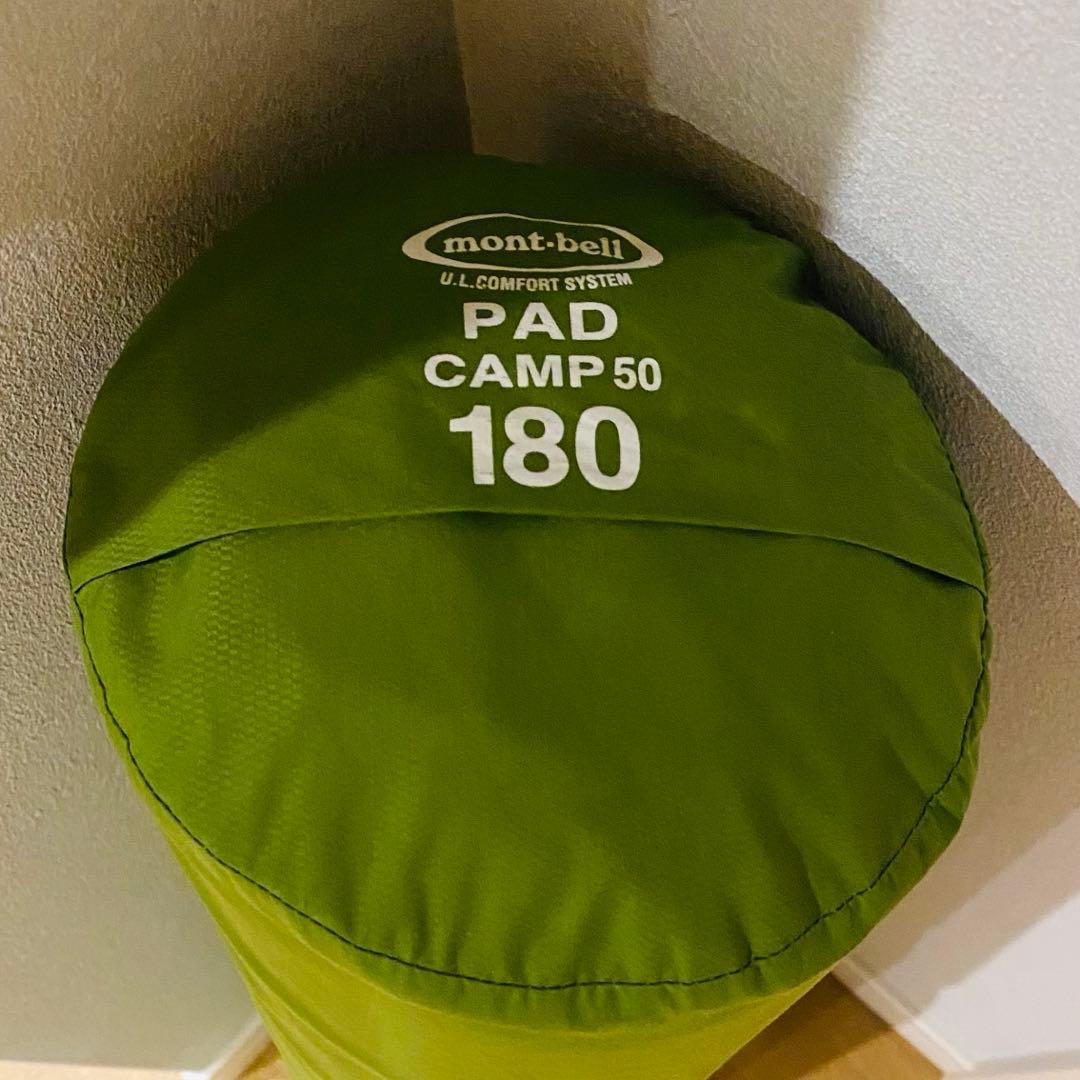 mont-bell
U.L.COMFORT SYSTEM
PAD
CAMP 50
180